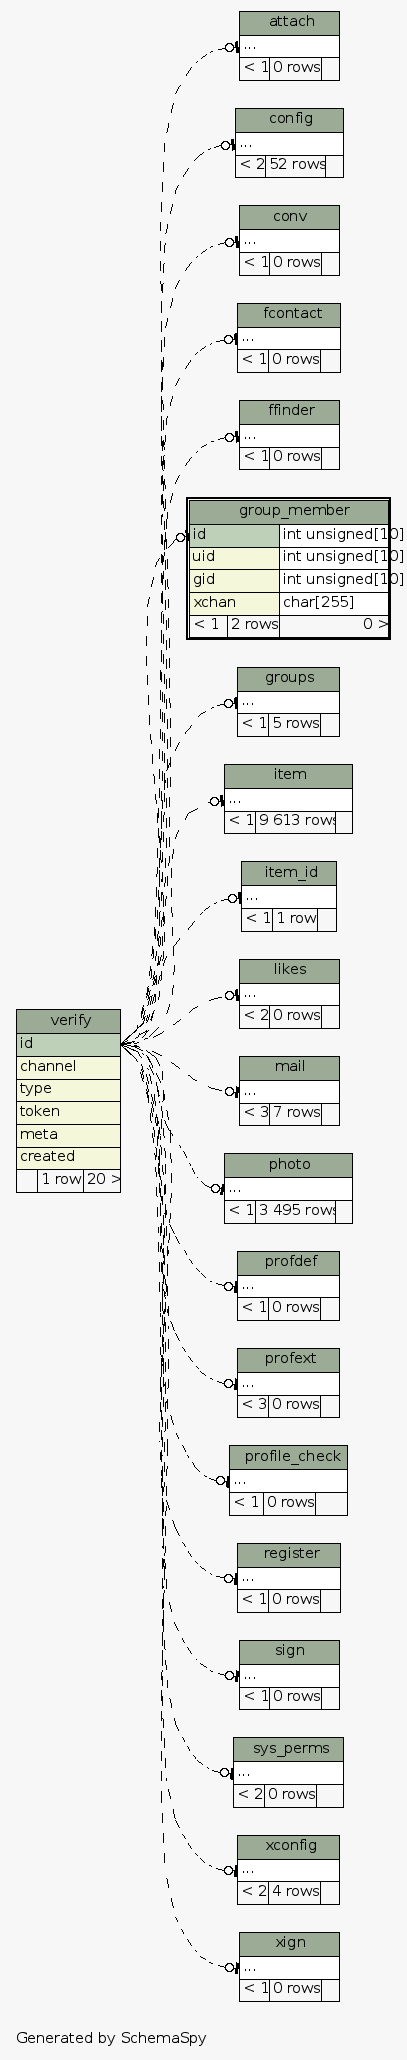 attach
...
< 1 0 rows
config
...
< 2 52 rows
conv
...
< 1 0 rows
fcontact
...
< 1 0 rows
ffinder
...
< 1 0 rows
group_member
id int unsigned[10]
uid int unsigned[10]
gid int unsigned[10]
xchan char[255]
< 1 2 rows 0 >
groups
...
< 1 5 rows
item
...
< 1 9 613 rows
item_id
...
< 1 1 row
likes
...
< 2 0 rows
verify
id
channel
type
token
meta
created
1 row 20 >
mail
...
< 3 7 rows
photo
...
< 1 3 495 rows
profdef
...
< 1 0 rows
profext
...
< 3 0 rows
profile_check
...
< 1 0 rows
register
...
< 1 0 rows
sign
...
< 1 0 rows
sys_perms
...
< 2 0 rows
xconfig
...
< 2 4 rows
xign
...
< 1 0 rows
Generated by SchemaSpy